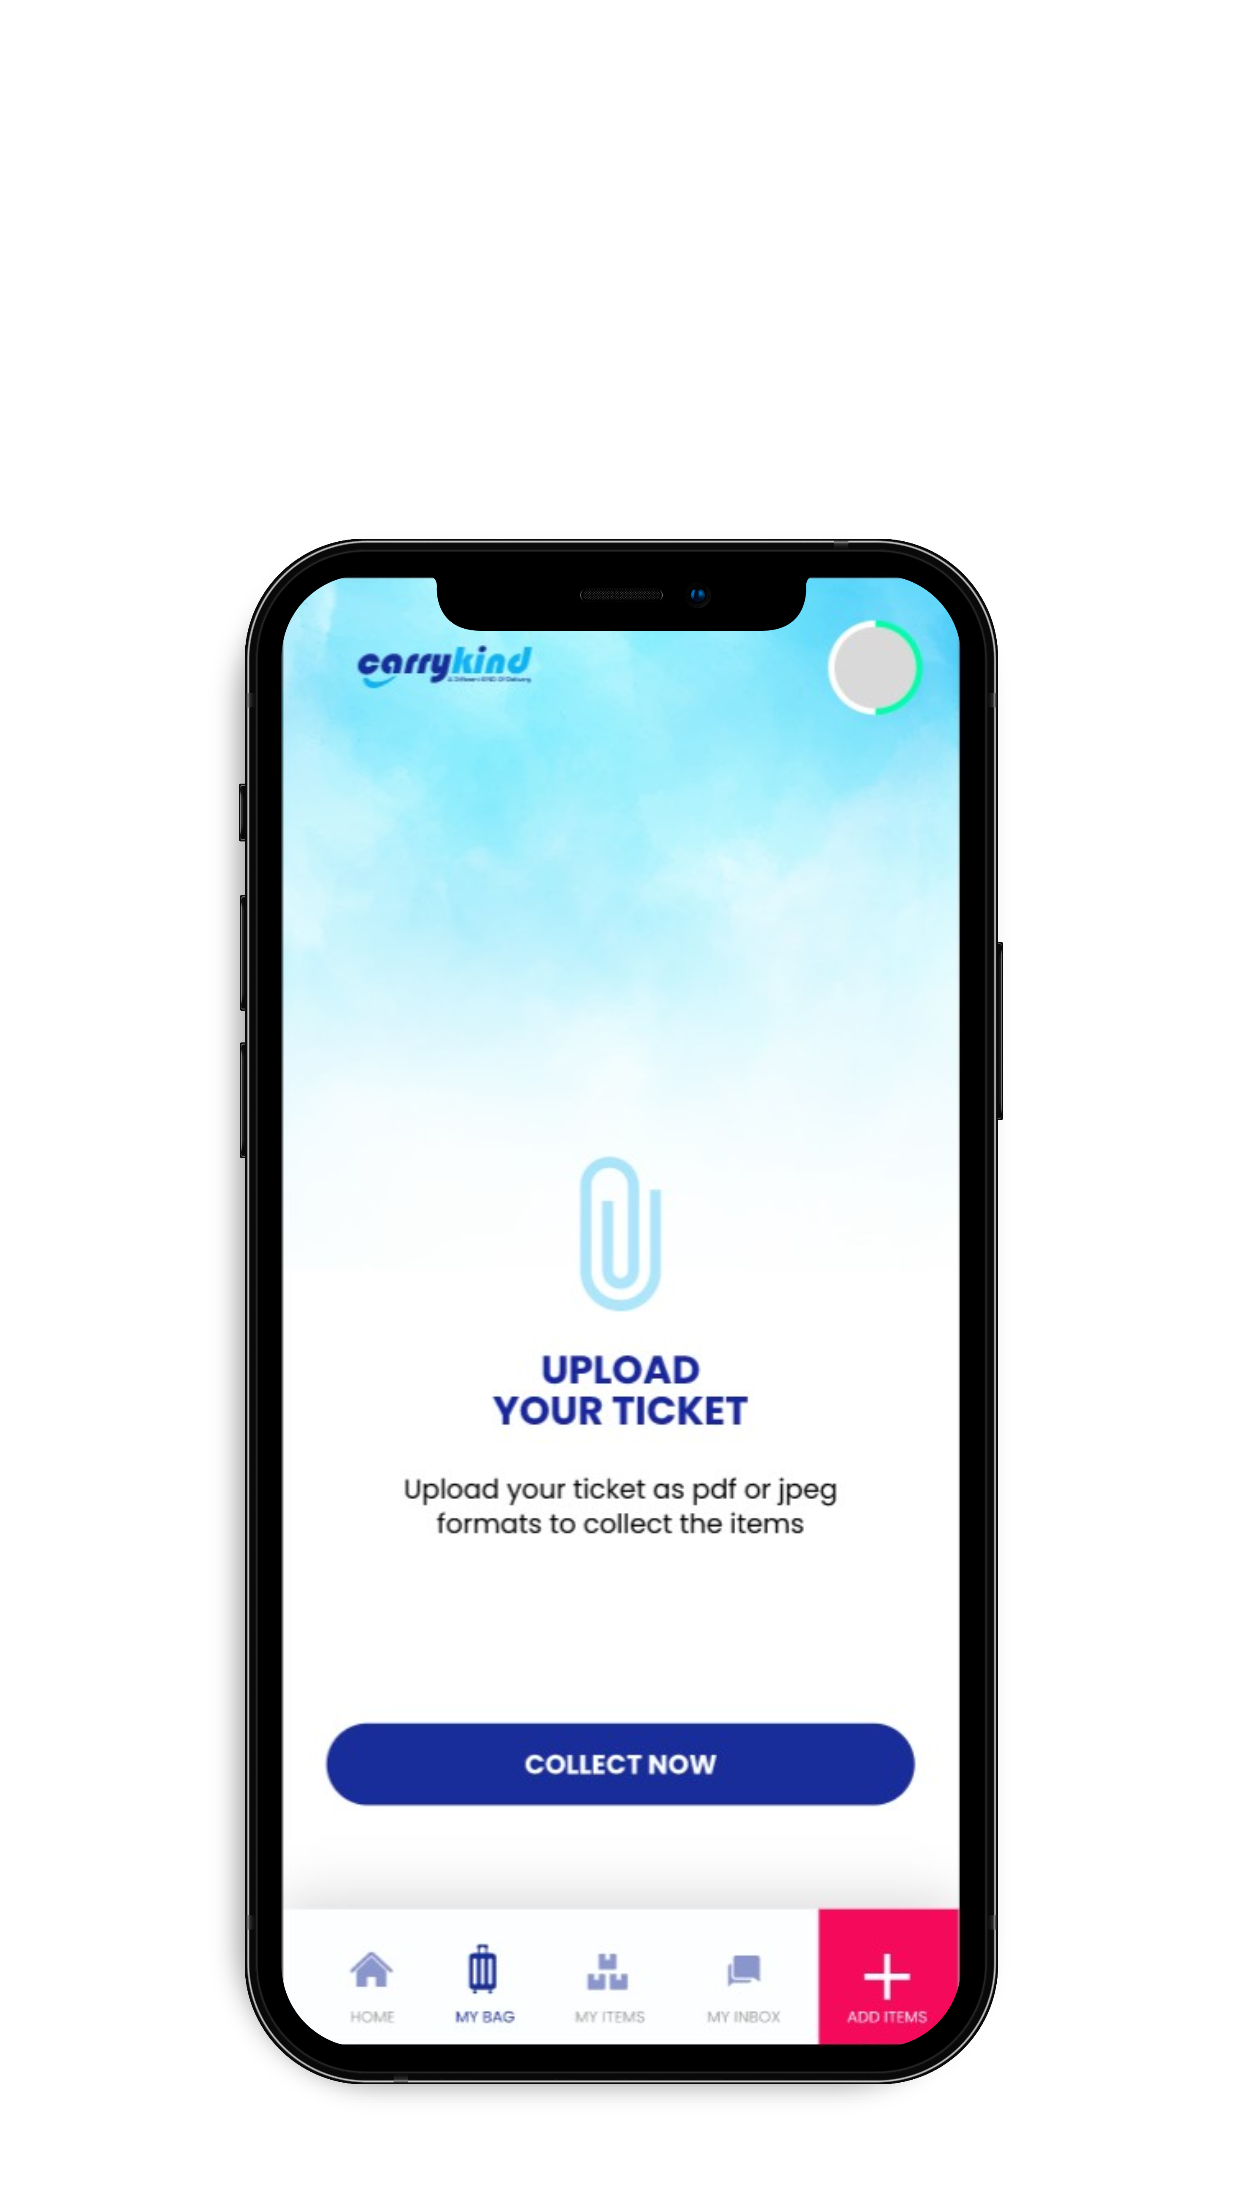 carrykind
A Different KIND Of Delivery
UPLOAD
YOUR TICKET
Upload your ticket as pdf or jpeg
formats to collect the items
COLLECT NOW
HOME
MY BAG
MY ITEMS
MY INBOX
ADD ITEMS